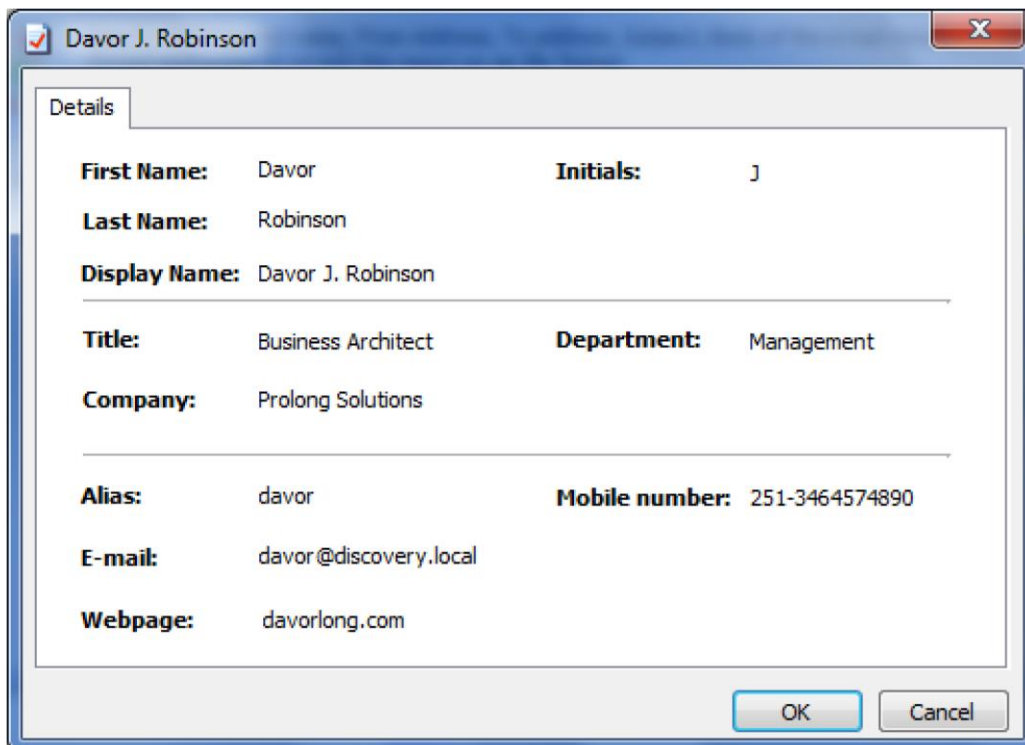 Davor J. Robinson
Details
First Name: Davor Initials: J
Last Name: Robinson
Display Name: Davor J. Robinson
Title: Business Architect Department: Management
Company: Prolong Solutions
Alias: davor Mobile number: 251-3464574890
E-mail: davor@discovery.local
Webpage: davorlong.com
OK Cancel